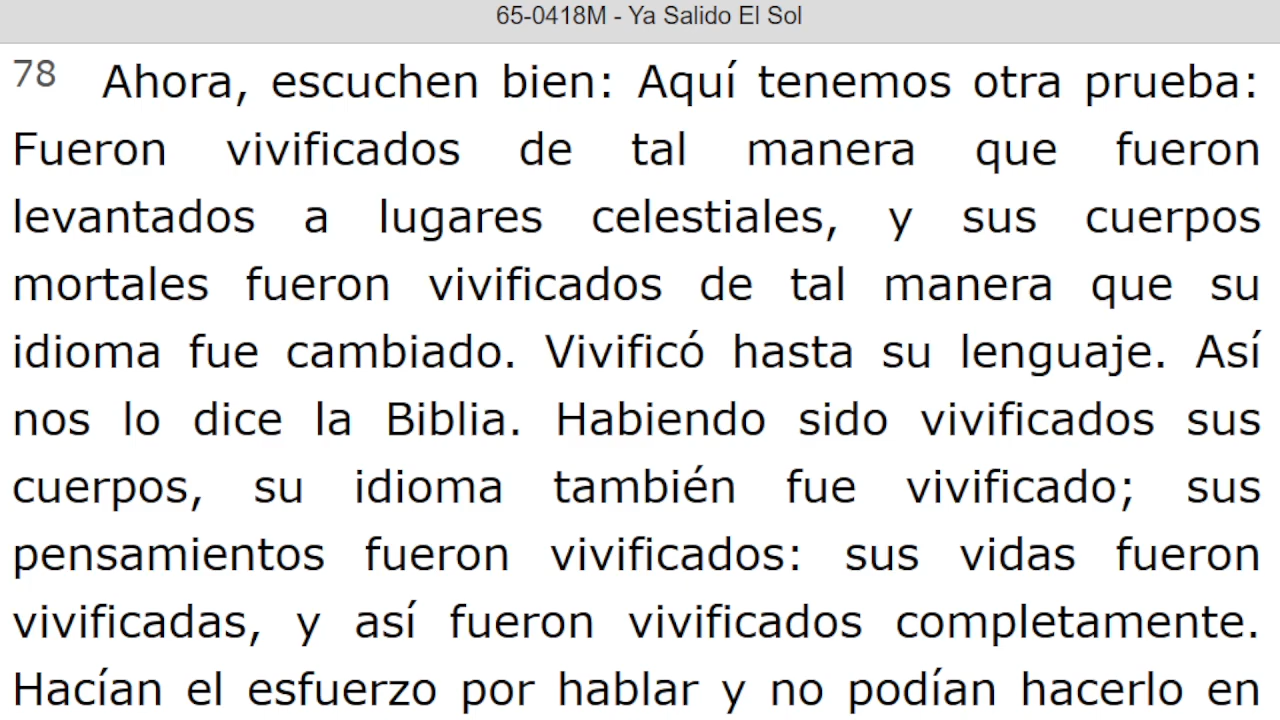 65-0418M - Ya Salido El Sol
78 Ahora, escuchen bien: Aquí tenemos otra prueba:
Fueron vivificados de tal manera que fueron
levantados a lugares celestiales, y sus cuerpos
mortales fueron vivificados de tal manera que su
idioma fue cambiado. Vivificó hasta su lenguaje. Así
nos lo dice la Biblia. Habiendo sido vivificados sus
cuerpos, su idioma también fue vivificado; sus
pensamientos fueron vivificados: sus vidas fueron
vivificadas, y así fueron vivificados completamente.
Hacían el esfuerzo por hablar y no podían hacerlo en